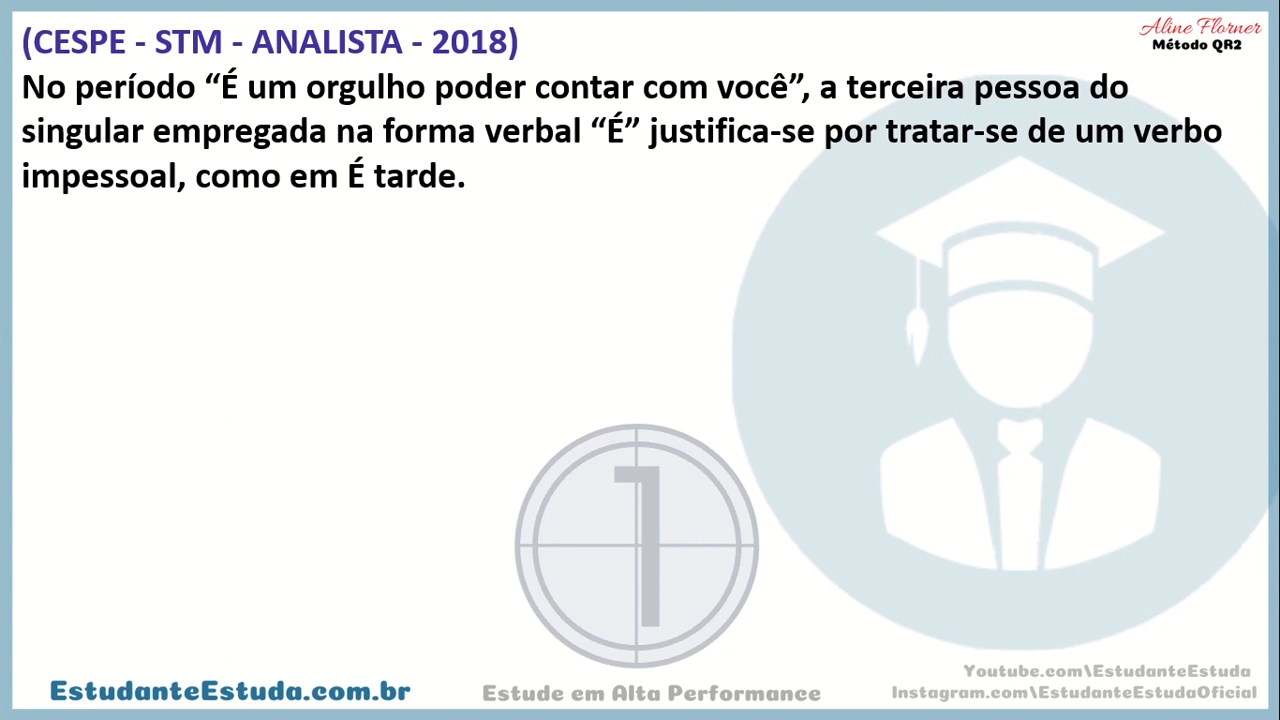 (CESPE - STM - ANALISTA - 2018)
Aline Florner
Método QR2
No período “É um orgulho poder contar com você”, a terceira pessoa do
singular empregada na forma verbal “É” justifica-se por tratar-se de um verbo
impessoal, como em É tarde.
1
Youtube.com\EstudanteEstuda
EstudanteEstuda.com.br
Estude em Alta Performance
Instagram.com\EstudanteEstudaOficial